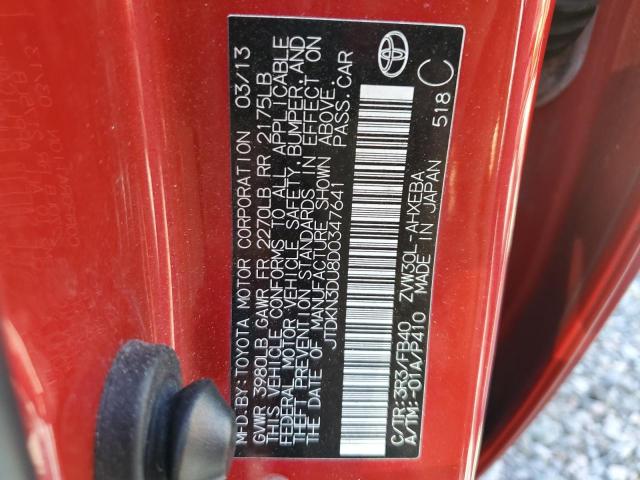 MFD.BY:TOYOTA MOTOR CORPORATION 03/13
GVWR 3980LB GAWR FR 2270LB RR 2175LB
THIS VEHICLE CONFORMS TO ALL APPLICABLE
FEDERAL MOTOR VEHICLE SAFETY, BUMPER, AND
THEFT PREVENTION STANDARDS IN EFFECT ON
THE DATE OF MANUFACTURE SHOWN ABOVE.
JTDKN3DU8D0347641 PASS.CAR
C/TR:3R3/FB40 ZVW30L-AHXEBA
A/TM:-01A/P410 MADE IN JAPAN
518 C